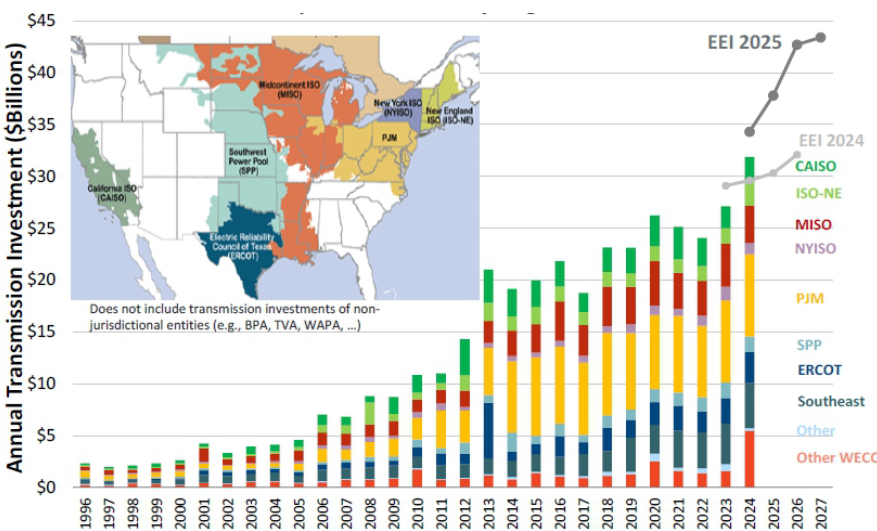 Annual Transmission Investment ($Billions)
$45
$40
$35
$30
$25
$20
$15
$10
$5
$0
Midcontinent ISO
(MISO)
New York ISO
(NYISO)
New England
ISO (ISO-NE)
PJM
Southwest
Power Pool
(SPP)
California ISO
(CAISO)
Electric Reliability
Council of Texas
(ERCOT)
Does not include transmission investments of non-
jurisdictional entities (e.g., BPA, TVA, WAPA, …)
EEI 2025
EEI 2024
CAISO
ISO-NE
MISO
NYISO
PJM
SPP
ERCOT
Southeast
Other
Other WECC
1996
1997
1998
1999
2000
2001
2002
2003
2004
2005
2006
2007
2008
2009
2010
2011
2012
2013
2014
2015
2016
2017
2018
2019
2020
2021
2022
2023
2024
2025
2026
2027